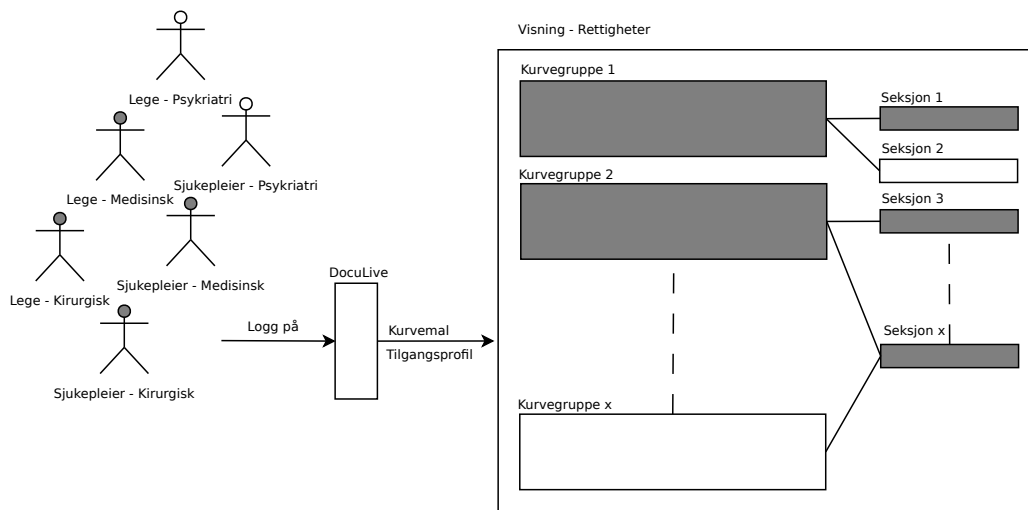 Visning - Rettigheter
Lege - Psykriatri
Kurvegruppe 1
Seksjon 1
Seksjon 2
Sjukepleier - Psykriatri
Kurvegruppe 2
Lege - Medisinsk
Seksjon 3
DocuLive
Sjukepleier - Medisinsk
Lege - Kirurgisk
Logg på
Kurvemal
Tilgangsprofil
Seksjon x
Sjukepleier - Kirurgisk
Kurvegruppe x